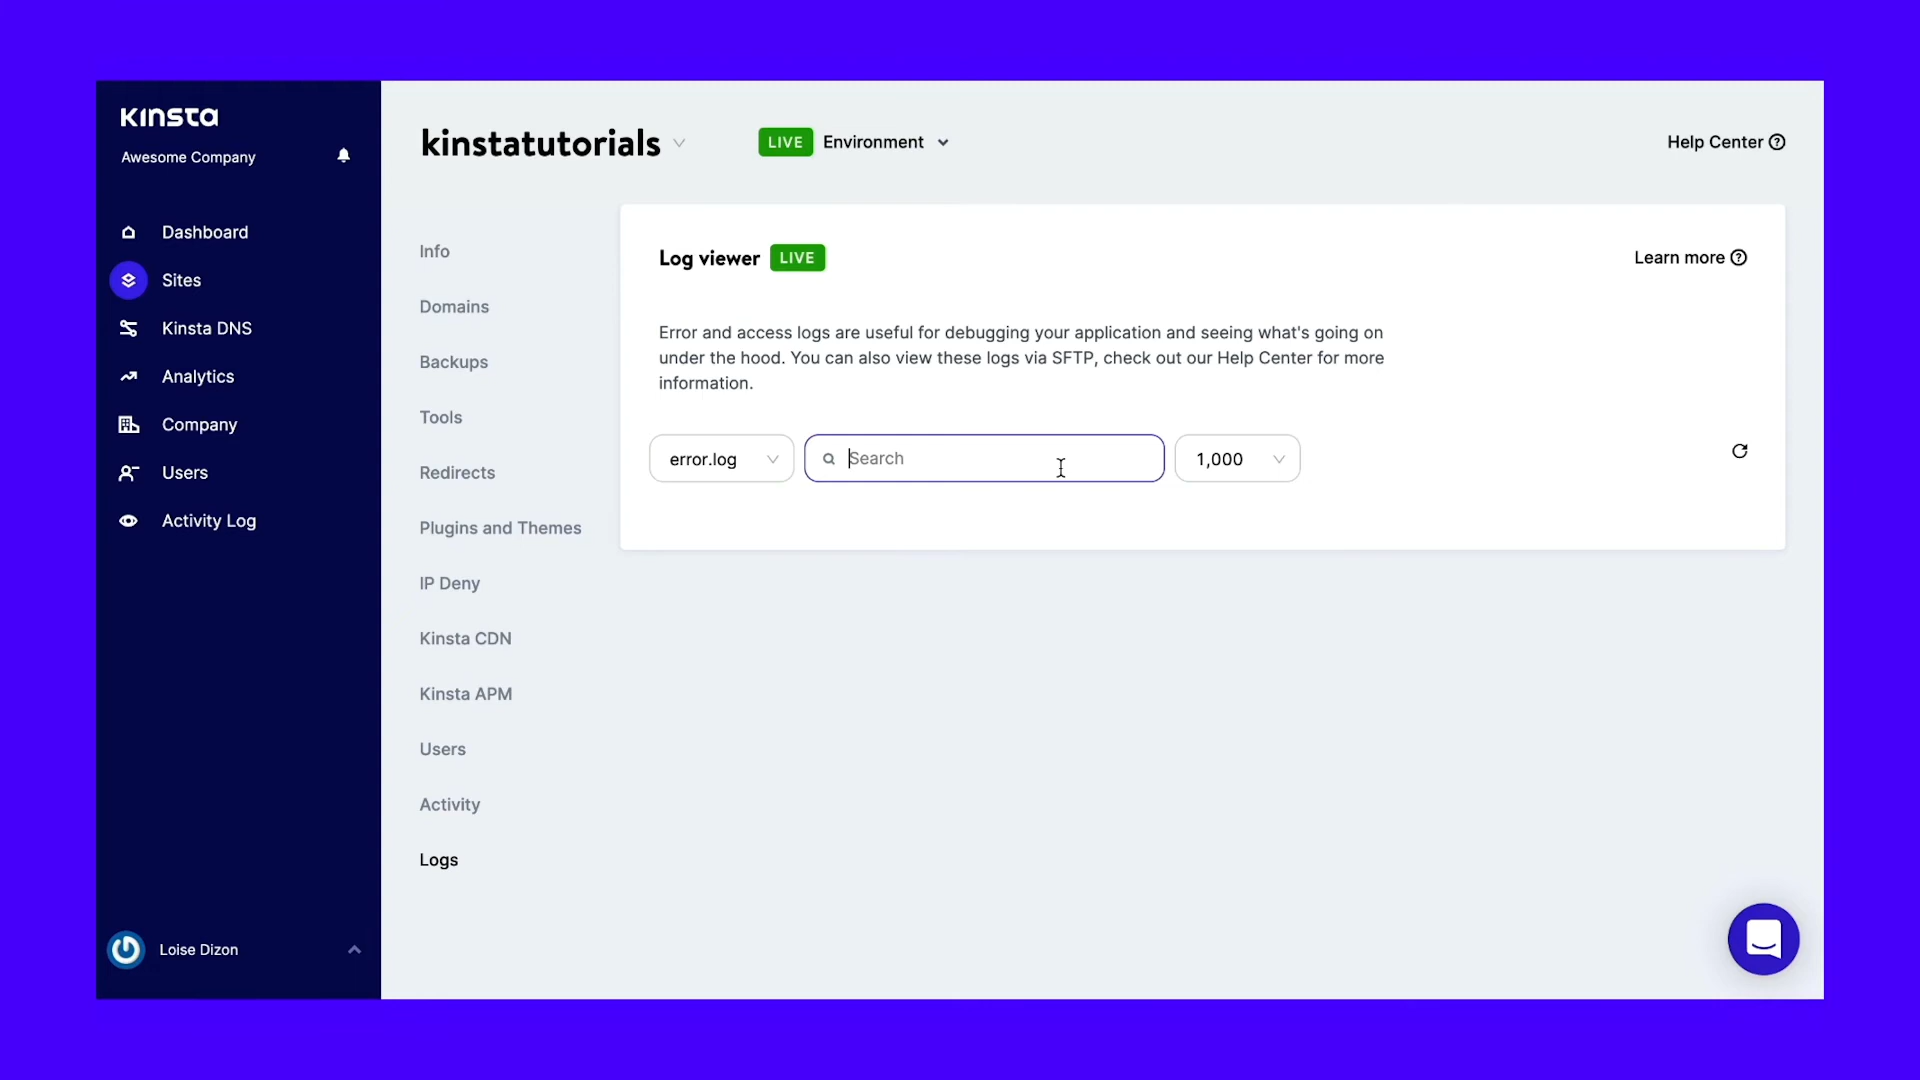 Kinsta
Awesome Company
Dashboard
Sites
Kinsta DNS
Analytics
Company
Users
Activity Log
Loise Dizon
kinstatutorials
LIVE Environment
Help Center ?
Info
Domains
Backups
Tools
Redirects
Plugins and Themes
IP Deny
Kinsta CDN
Kinsta APM
Users
Activity
Logs
Log viewer LIVE
Learn more ?
Error and access logs are useful for debugging your application and seeing what's going on
under the hood. You can also view these logs via SFTP, check out our Help Center for more
information.
error.log
Search
1,000